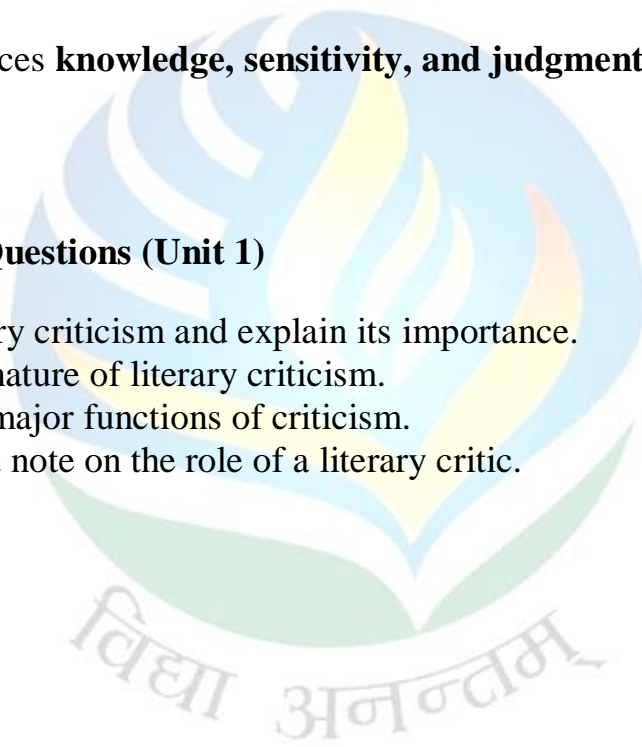 ces knowledge, sensitivity, and judgment
Questions (Unit 1)
ry criticism and explain its importance.
nature of literary criticism.
major functions of criticism.
note on the role of a literary critic.
विद्या अनन्तम्